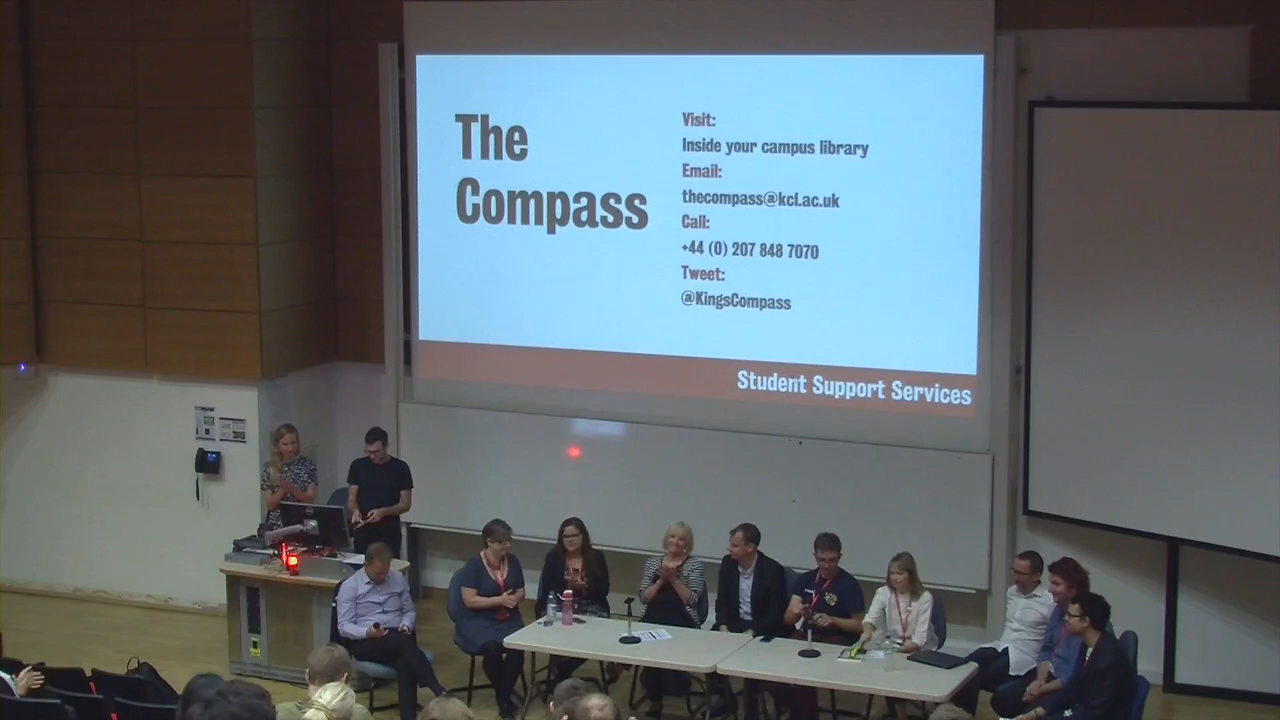 The
Compass
Visit:
Inside your campus library
Email:
thecompass@kcl.ac.uk
Call:
+44 (0) 207 848 7070
Tweet:
@KingsCompass
Student Support Services